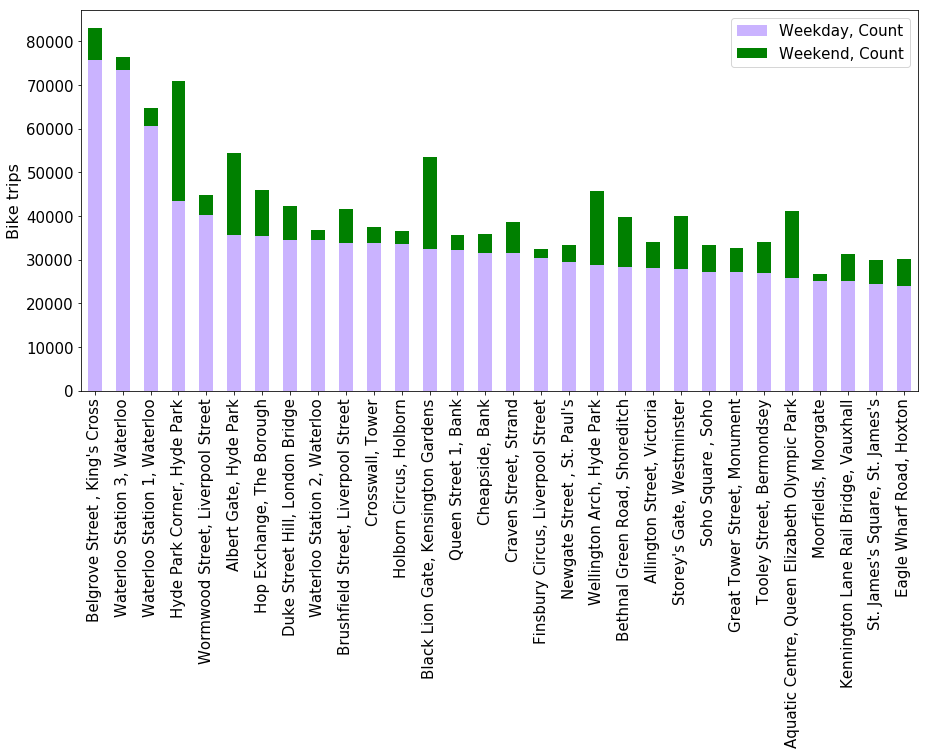 Weekday, Count
Weekend, Count
Bike trips
80000
70000
60000
50000
40000
30000
20000
10000
0
Belgrove Street , King's Cross
Waterloo Station 3, Waterloo
Waterloo Station 1, Waterloo
Hyde Park Corner, Hyde Park
Wormwood Street, Liverpool Street
Albert Gate, Hyde Park
Hop Exchange, The Borough
Duke Street Hill, London Bridge
Waterloo Station 2, Waterloo
Brushfield Street, Liverpool Street
Crosswall, Tower
Holborn Circus, Holborn
Black Lion Gate, Kensington Gardens
Queen Street 1, Bank
Cheapside, Bank
Craven Street, Strand
Finsbury Circus, Liverpool Street
Newgate Street , St. Paul's
Wellington Arch, Hyde Park
Bethnal Green Road, Shoreditch
Allington Street, Victoria
Storey's Gate, Westminster
Soho Square , Soho
Great Tower Street, Monument
Tooley Street, Bermondsey
Aquatic Centre, Queen Elizabeth Olympic Park
Moorfields, Moorgate
Kennington Lane Rail Bridge, Vauxhall
St. James's Square, St. James's
Eagle Wharf Road, Hoxton